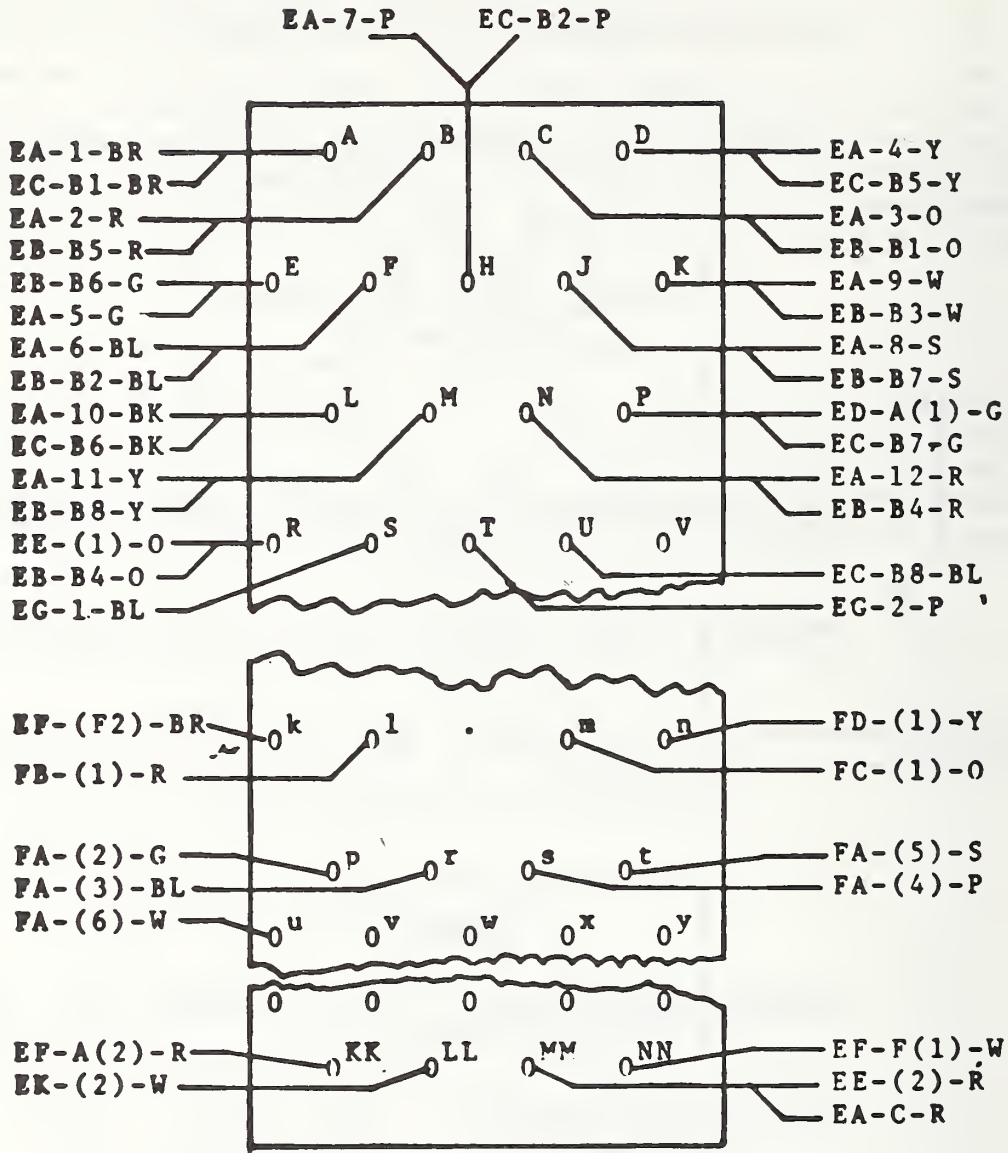 EA-7-P EC-B2-P
A B C D
EA-1-BR EA-4-Y
EC-B1-BR EC-B5-Y
EA-2-R EA-3-O
EB-B5-R EB-B1-O
E F H J K
EB-B6-G EA-9-W
EA-5-G EB-B3-W
EA-6-BL EA-8-S
EB-B2-BL EB-B7-S
L M N P
EA-10-BK ED-A(1)-G
EC-B6-BK EC-B7-G
EA-11-Y EA-12-R
EB-B8-Y EB-B4-R
R S T U V
EE-(1)-O
EB-B4-O EC-B8-BL
EG-1-BL EG-2-P
EF-(F2)-BR k l m n FD-(1)-Y
FB-(1)-R FC-(1)-O
FA-(2)-G p r s t FA-(5)-S
FA-(3)-BL FA-(4)-P
FA-(6)-W u v w x y
EF-A(2)-R KK LL MM NN EF-F(1)-W
EK-(2)-W EE-(2)-R
EA-C-R